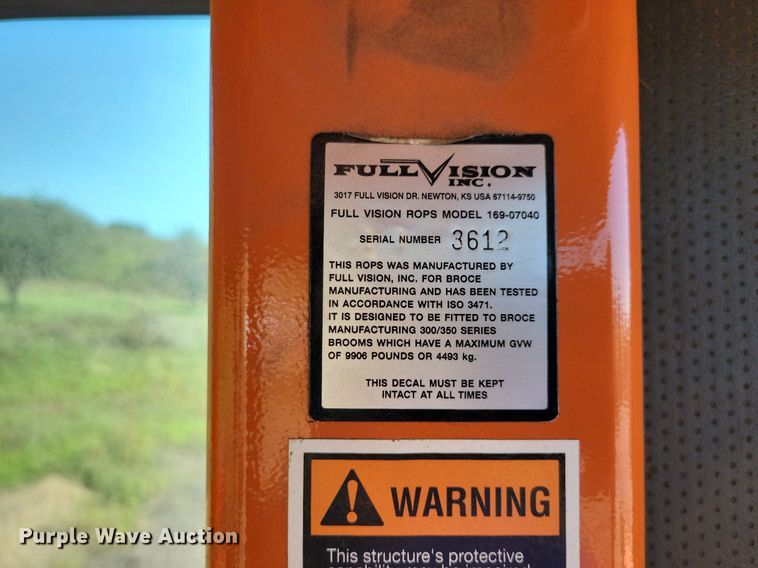 FULL VISION
INC.
3017 FULL VISION DR. NEWTON, KS USA 67114-9750
FULL VISION ROPS MODEL 169-07040
SERIAL NUMBER 3612
THIS ROPS WAS MANUFACTURED BY
FULL VISION, INC. FOR BROCE
MANUFACTURING AND HAS BEEN TESTED
IN ACCORDANCE WITH ISO 3471.
IT IS DESIGNED TO BE FITTED TO BROCE
MANUFACTURING 300/350 SERIES
BROOMS WHICH HAVE A MAXIMUM GVW
OF 9906 POUNDS OR 4493 kg.
THIS DECAL MUST BE KEPT
INTACT AT ALL TIMES
WARNING
This structure's protective
capability may be impaired
Purple Wave Auction